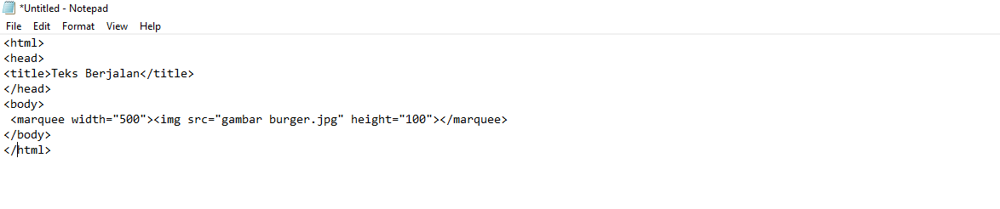 *Untitled - Notepad
File Edit Format View Help
<html>
<head>
<title>Teks Berjalan</title>
</head>
<body>
 <marquee width="500"><img src="gambar burger.jpg" height="100"></marquee>
</body>
</html>